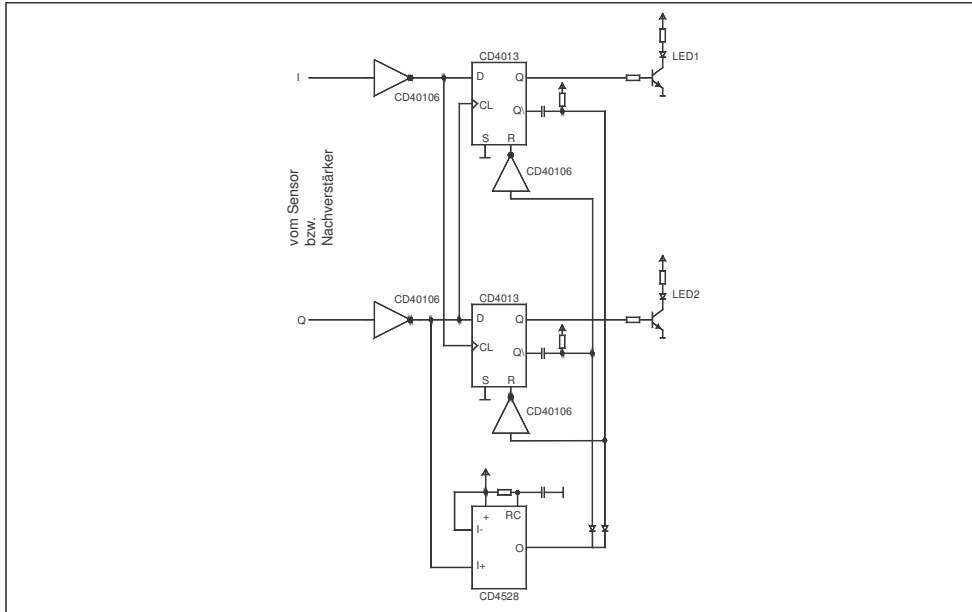 LED1
CD4013
I
D
Q
CD40106
CL
Q\
S
R
CD40106
vom Sensor
bzw.
Nachverstärker
LED2
CD40106
CD4013
Q
D
Q
CL
Q\
S
R
CD40106
+
RC
I-
O
I+
CD4528